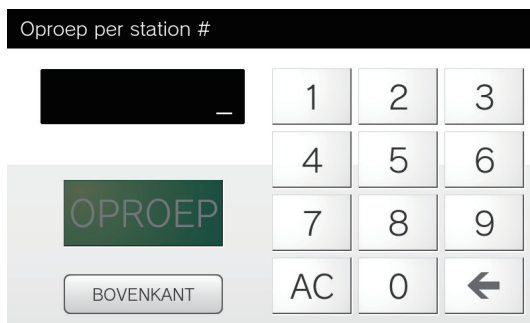 Oproep per station #
_
1 2 3
4 5 6
OPROEP
7 8 9
BOVENKANT
AC 0 ←